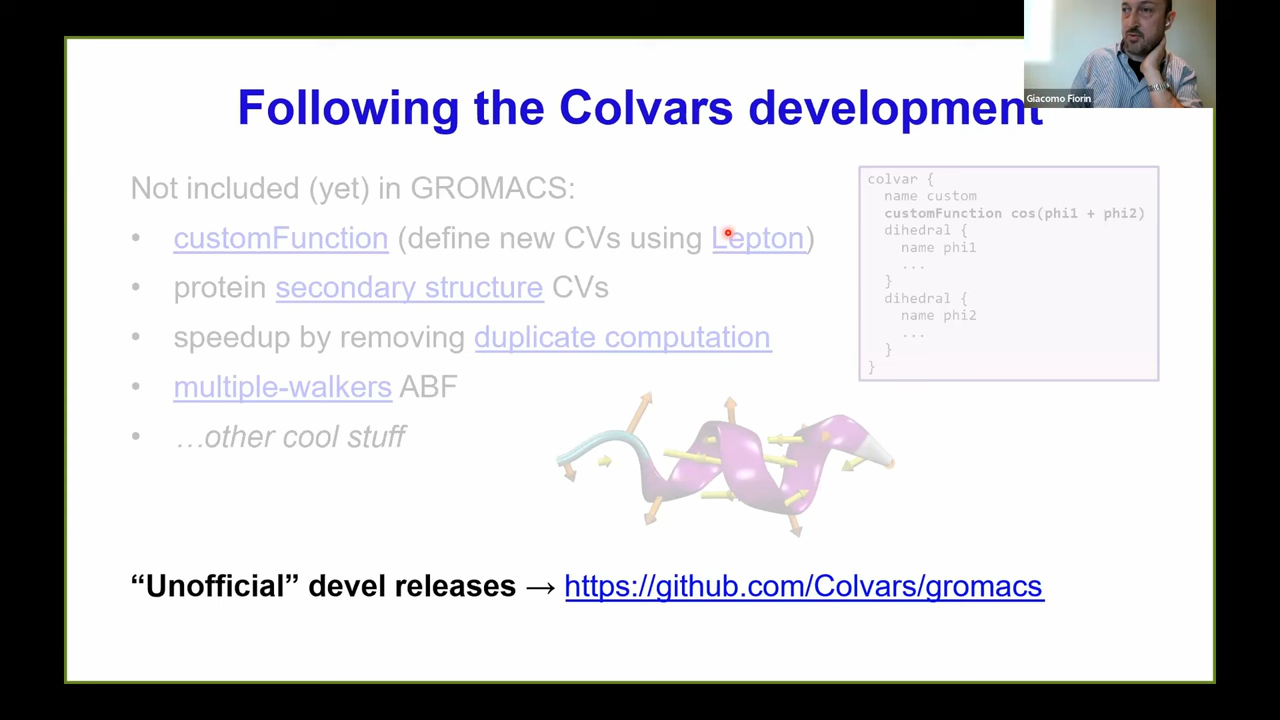 Giacomo Fiorin
Following the Colvars development
Not included (yet) in GROMACS:
• customFunction (define new CVs using Lepton)
• protein secondary structure CVs
• speedup by removing duplicate computation
• multiple-walkers ABF
• …other cool stuff
colvar {
name custom
customFunction cos(phi1 + phi2)
dihedral {
name phi1
...
}
dihedral {
name phi2
...
}
}
“Unofficial” devel releases → https://github.com/Colvars/gromacs